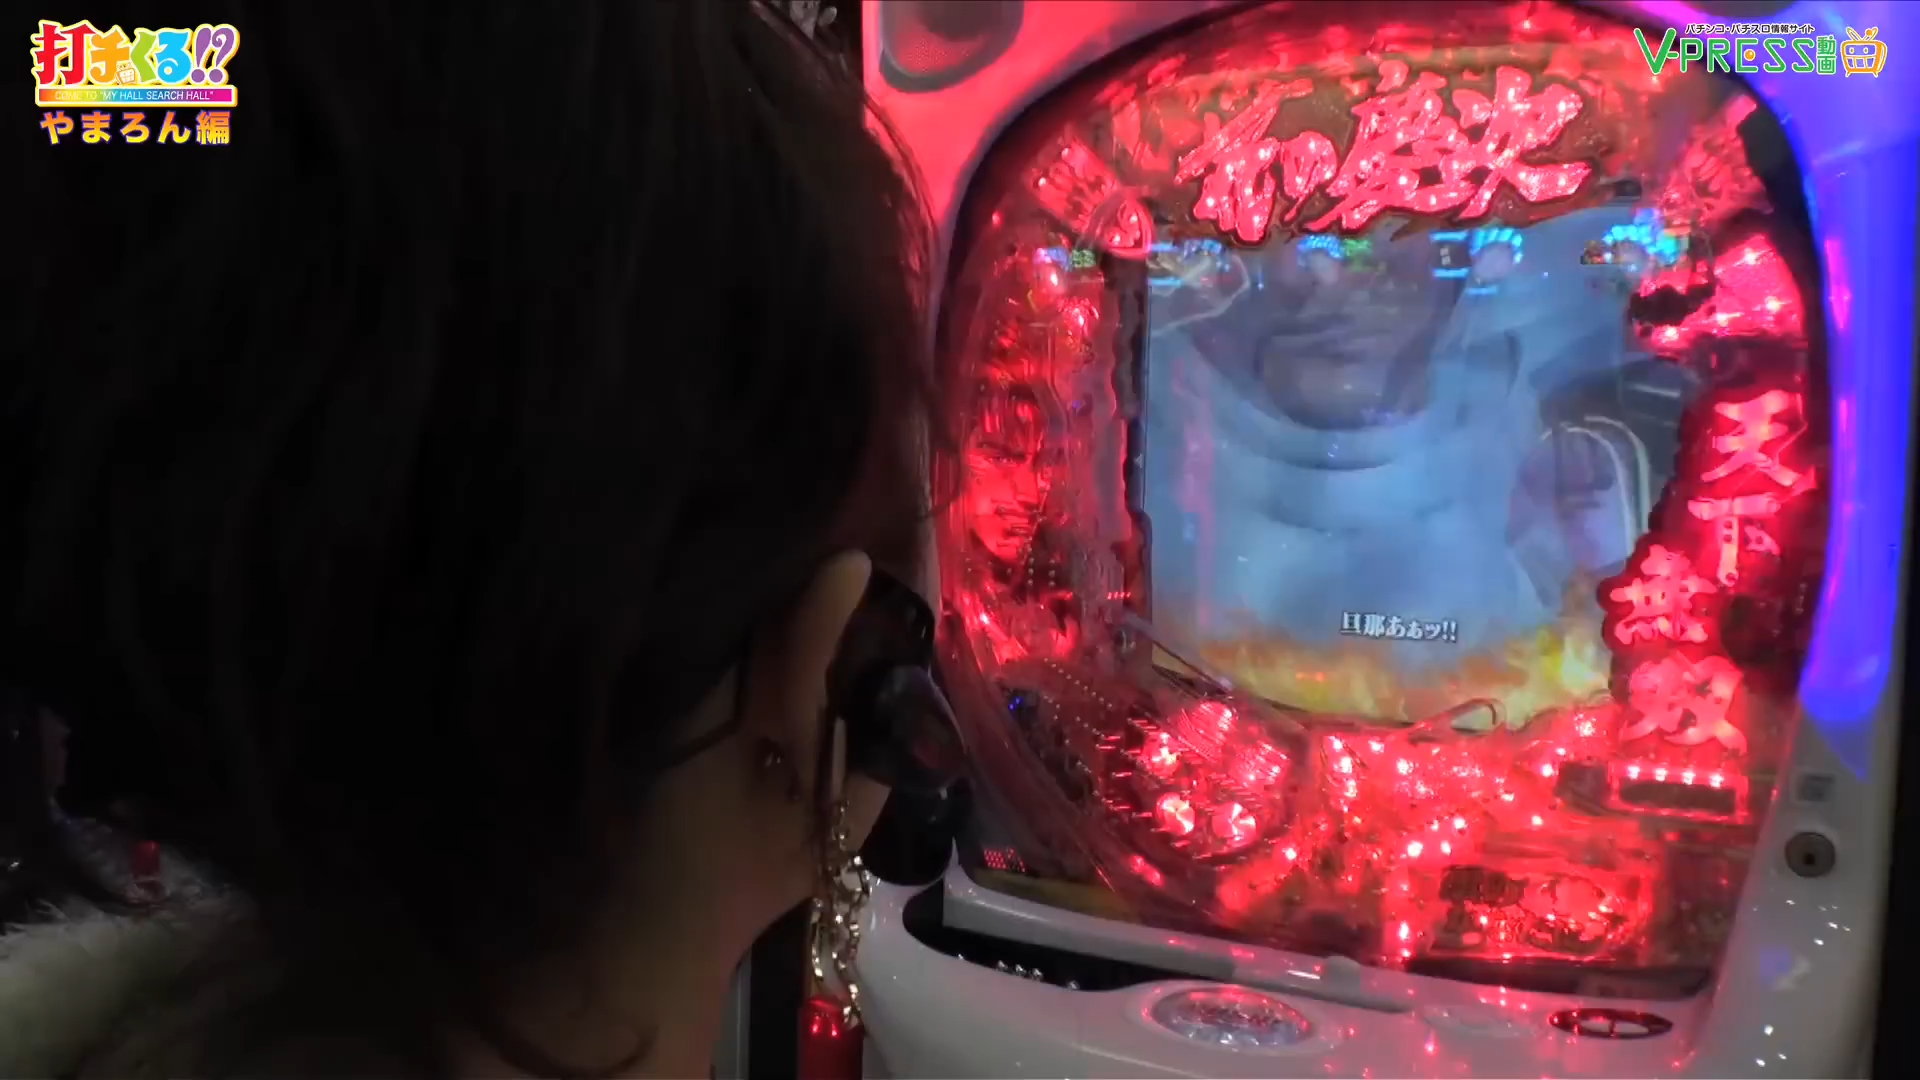 打チくる!?
COME TO "MY HALL SEARCH HALL"
やまろん編
パチンコ・パチスロ情報サイト
V-PRESS動画
前田慶次
天下無双
旦那あぁッ!!